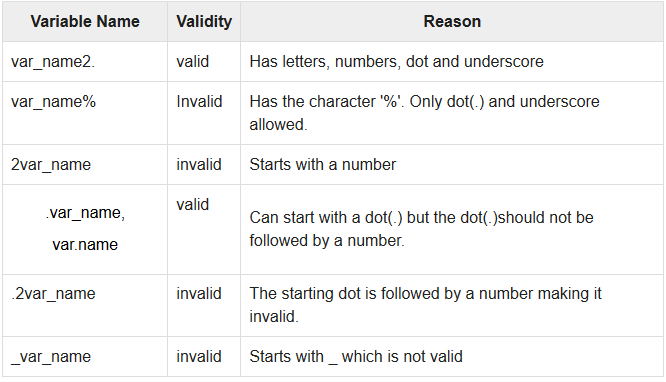 Variable Name Validity Reason
var_name2. valid Has letters, numbers, dot and underscore
var_name% Invalid Has the character '%'. Only dot(.) and underscore
allowed.
2var_name invalid Starts with a number
.var_name,
var.name
valid
Can start with a dot(.) but the dot(.)should not be
followed by a number.
.2var_name invalid The starting dot is followed by a number making it
invalid.
_var_name invalid Starts with _ which is not valid